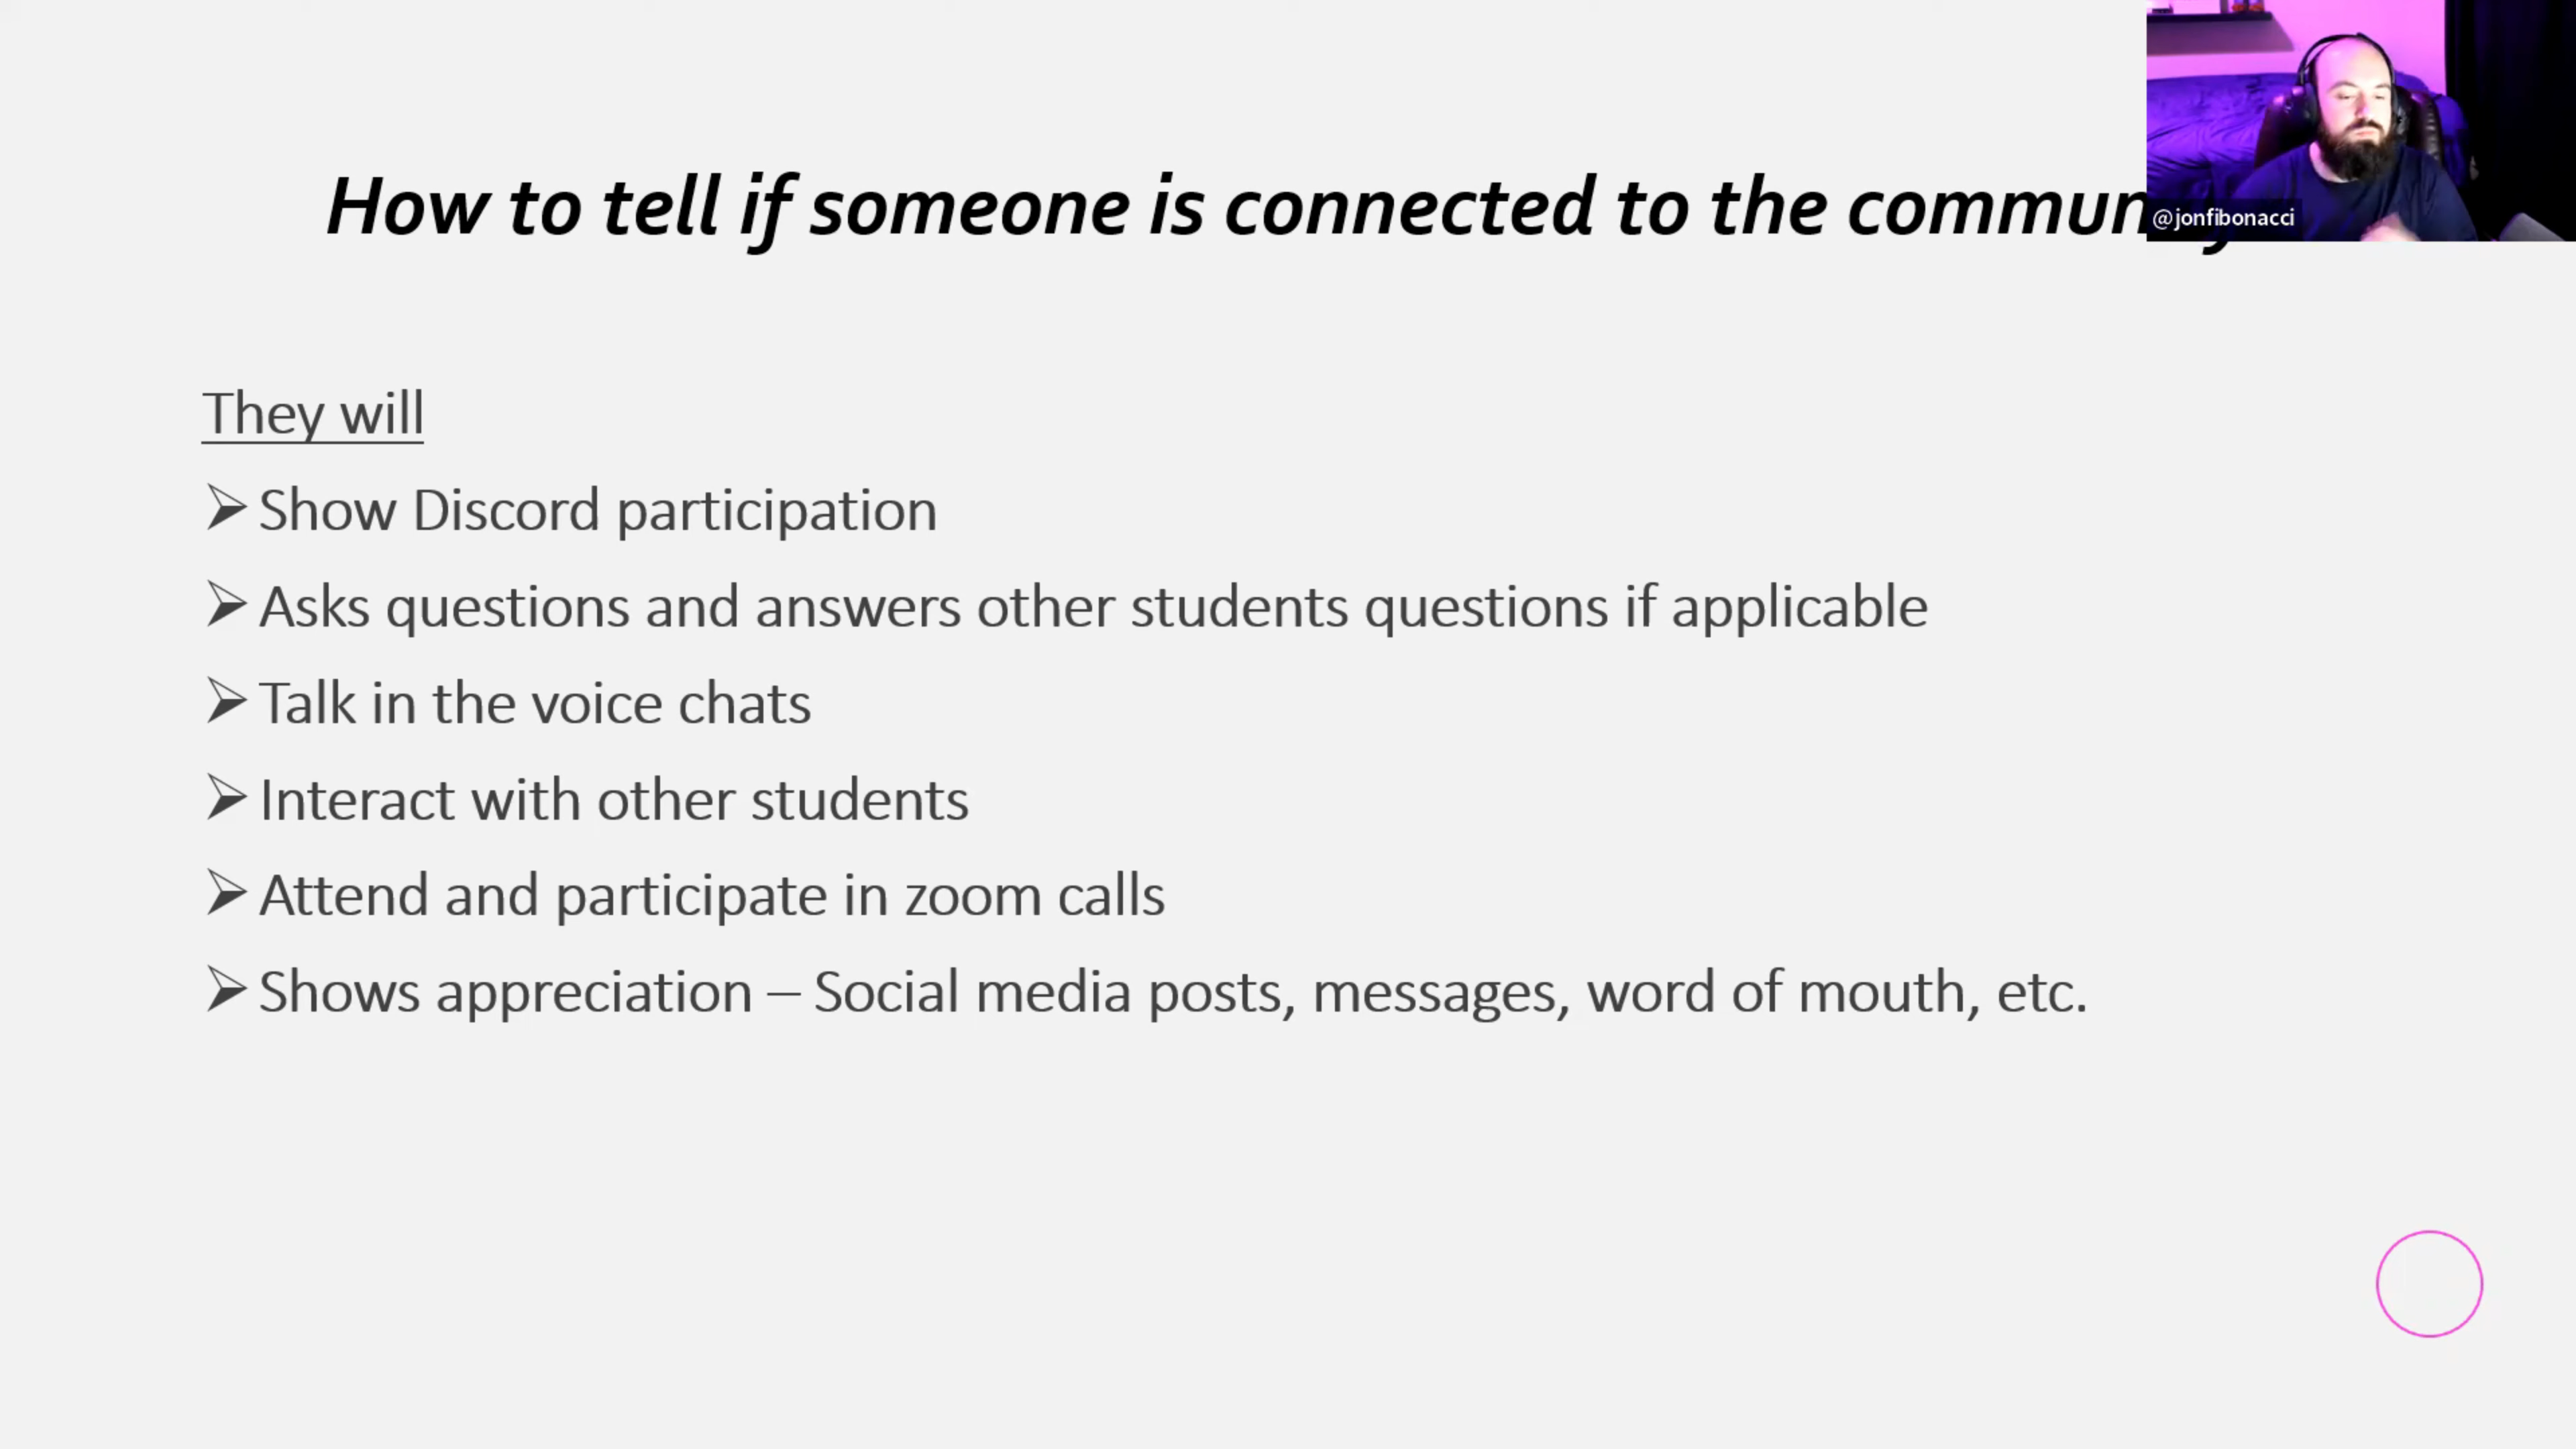 How to tell if someone is connected to the
@jonfibonacci
They will
Show Discord participation
Asks questions and answers other students questions if applicable
Talk in the voice chats
Interact with other students
Attend and participate in zoom calls
Shows appreciation – Social media posts, messages, word of mouth, etc.